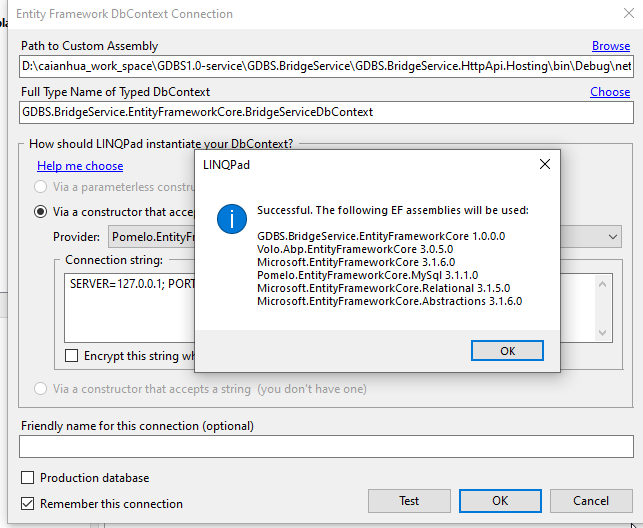 Entity Framework DbContext Connection
Path to Custom Assembly
Browse
D:\caianhua_work_space\GDBS1.0-service\GDBS.BridgeService\GDBS.BridgeService.HttpApi.Hosting\bin\Debug\net
Full Type Name of Typed DbContext
Choose
GDBS.BridgeService.EntityFrameworkCore.BridgeServiceDbContext
How should LINQPad instantiate your DbContext?
Help me choose
Via a parameterless constru
Via a constructor that accep
Provider:
Pomelo.EntityFr
Connection string:
SERVER=127.0.0.1; PORT
Encrypt this string wh
Via a constructor that accepts a string (you don't have one)
LINQPad
Successful. The following EF assemblies will be used:
GDBS.BridgeService.EntityFrameworkCore 1.0.0.0
Volo.Abp.EntityFrameworkCore 3.0.5.0
Microsoft.EntityFrameworkCore 3.1.6.0
Pomelo.EntityFrameworkCore.MySql 3.1.1.0
Microsoft.EntityFrameworkCore.Relational 3.1.5.0
Microsoft.EntityFrameworkCore.Abstractions 3.1.6.0
OK
Friendly name for this connection (optional)
Production database
Remember this connection
Test
OK
Cancel